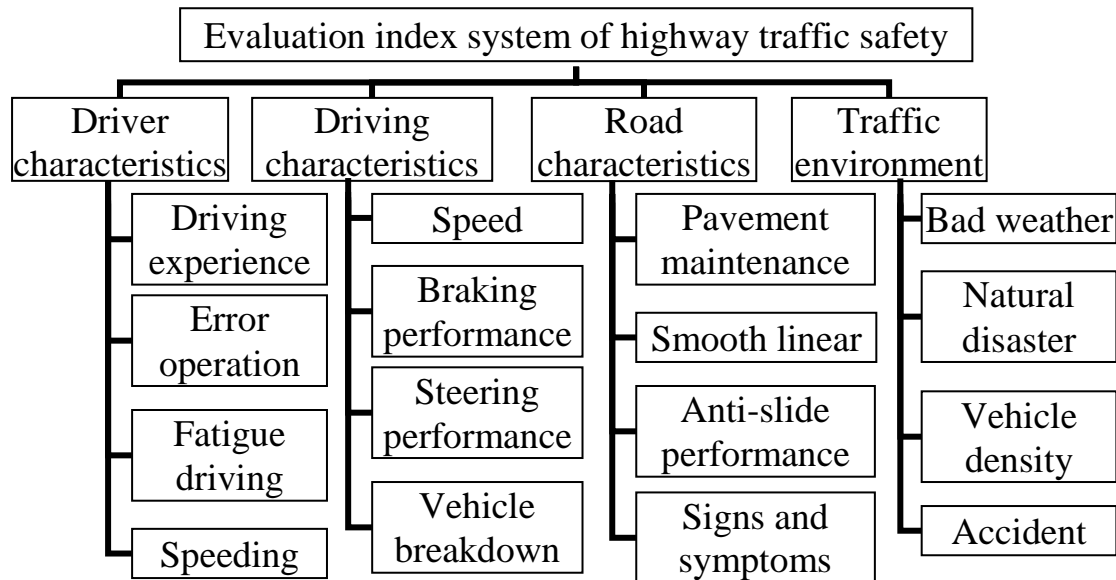 Evaluation index system of highway traffic safety
Driver
characteristics
Driving
characteristics
Road
characteristics
Traffic
environment
Driving
experience
Error
operation
Fatigue
driving
Speeding
Speed
Braking
performance
Steering
performance
Vehicle
breakdown
Pavement
maintenance
Smooth linear
Anti-slide
performance
Signs and
symptoms
Bad weather
Natural
disaster
Vehicle
density
Accident